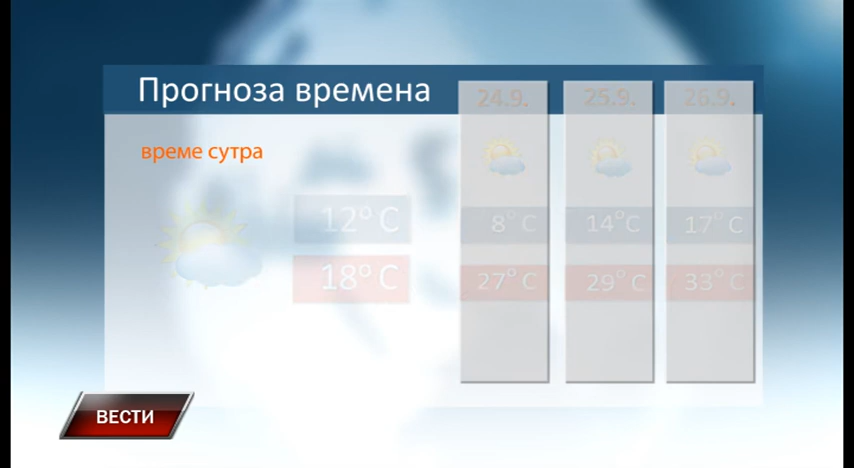 Прогноза времена
време сутра
12° C
18° C
24.9.
25.9.
26.9.
8° C
14°C
17° C
27° C
29° C
33° C
ВЕСТИ